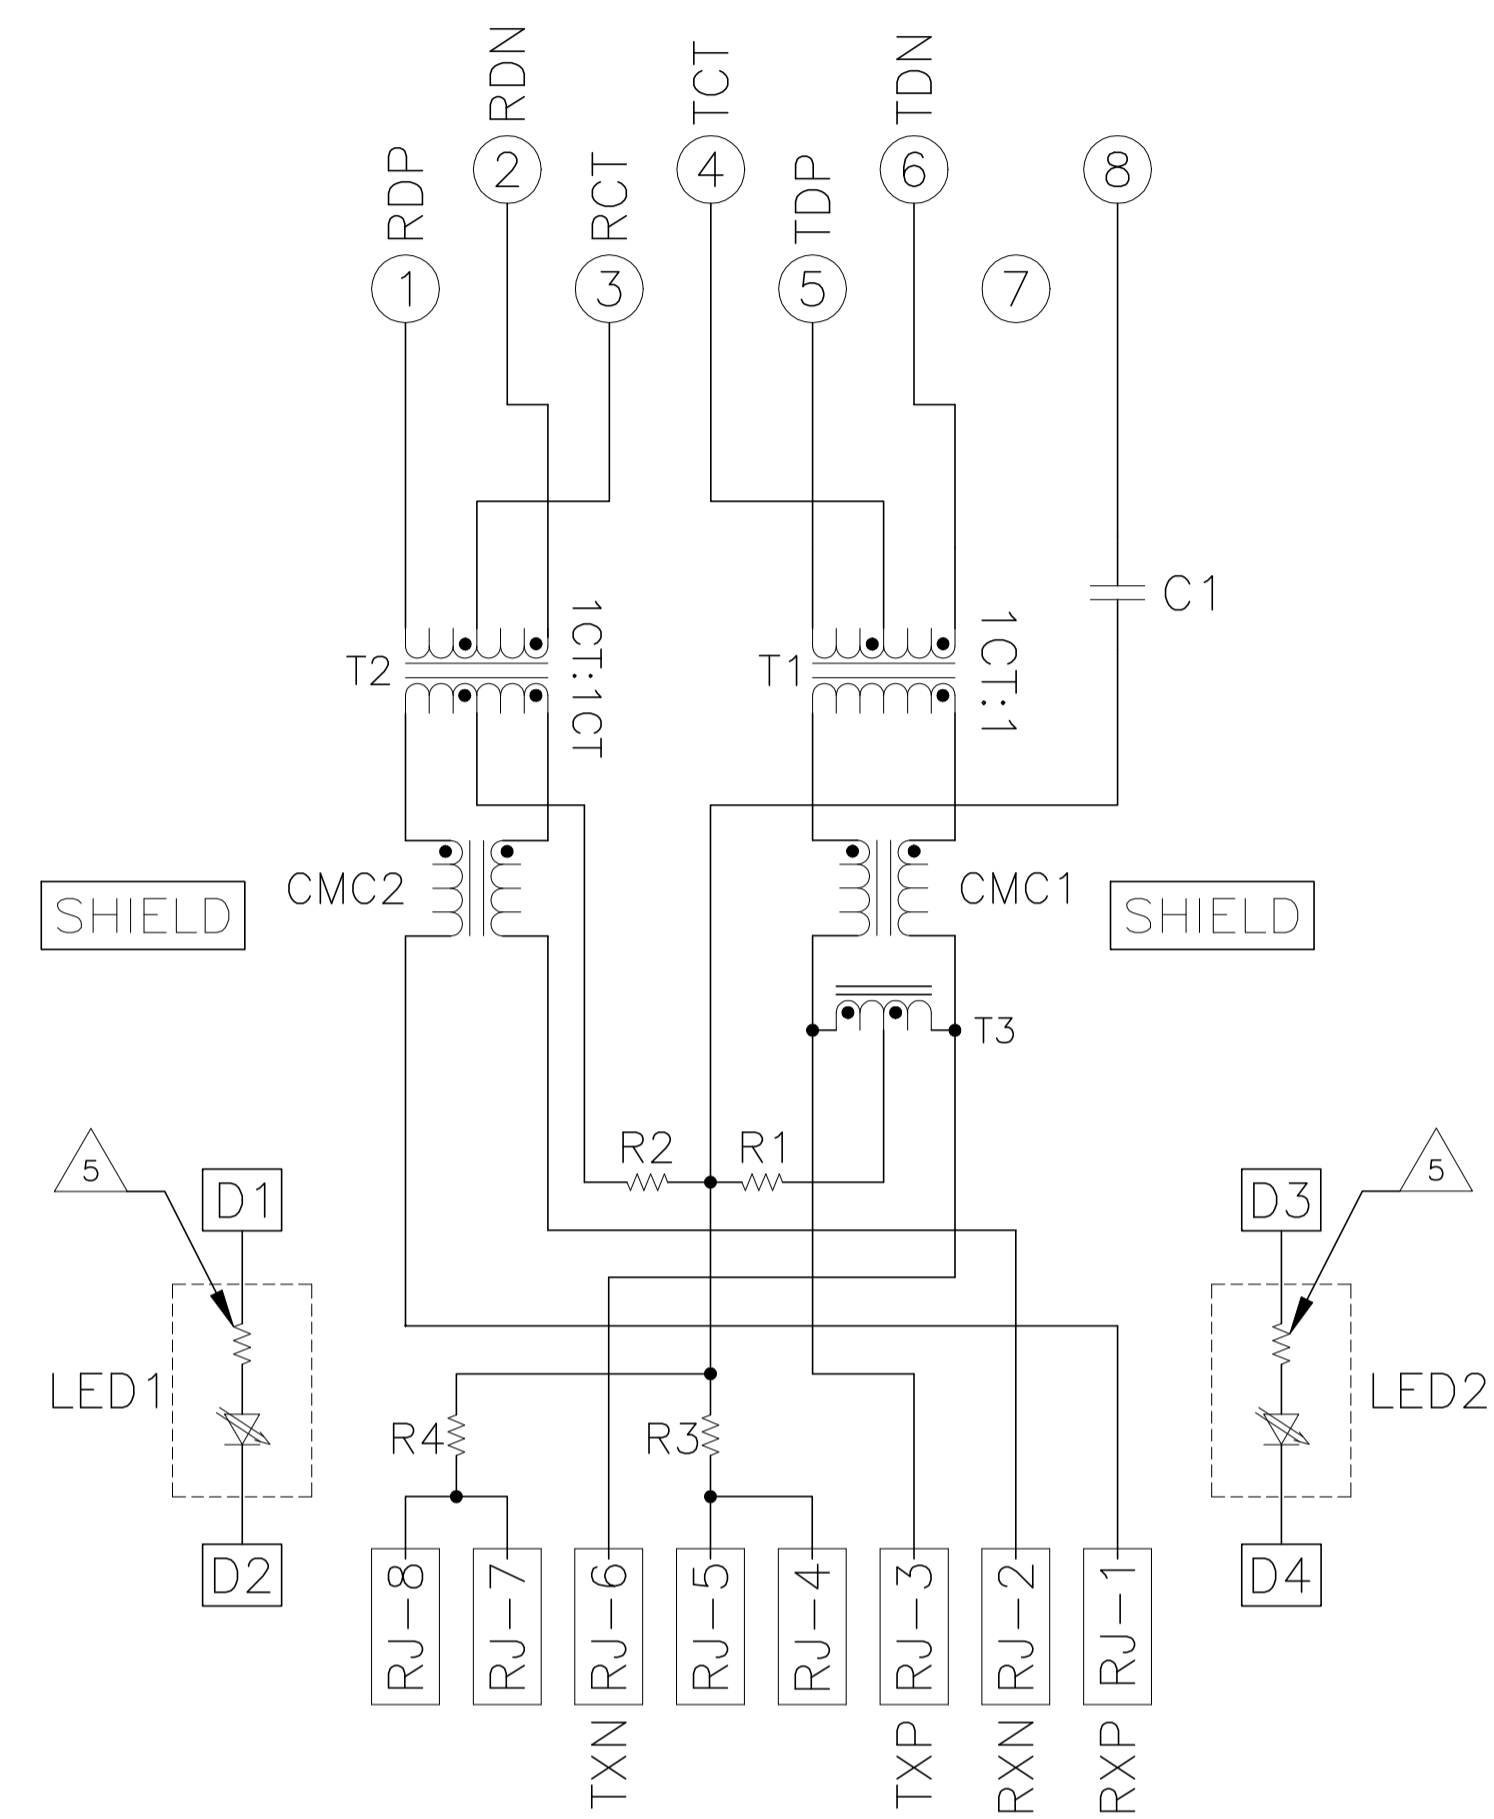 RDN
TCT
TDN
RDP
2
RCT
4
TDP
6
8
1
3
5
7
C1
T2
1CT:1CT
T1
1CT:1
SHIELD
CMC2
CMC1
SHIELD
T3
R2
R1
5
D1
D3
5
LED1
LED2
R4
R3
D2
D4
RJ-8
RJ-7
RJ-6
RJ-5
RJ-4
RJ-3
RJ-2
RJ-1
TXN
TXP
RXN
RXP